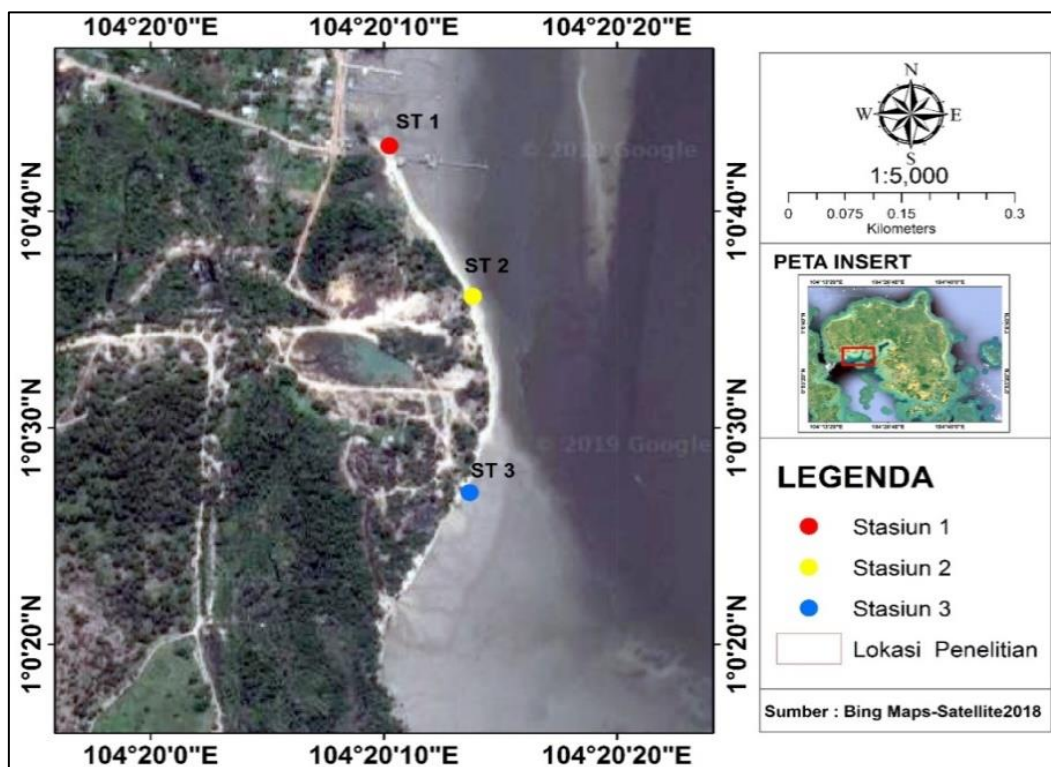 104°20'0"E 104°20'10"E 104°20'20"E
1°0'40"N
1°0'30"N
1°0'20"N
ST 1
© 2019 Google
ST 2
© 2019 Google
ST 3
1°0'40"N
1°0'30"N
1°0'20"N
104°20'0"E 104°20'10"E 104°20'20"E
N
W E
S
1:5,000
0 0.075 0.15 0.3
Kilometers
PETA INSERT
LEGENDA
Stasiun 1
Stasiun 2
Stasiun 3
Lokasi Penelitian
Sumber : Bing Maps-Satellite2018